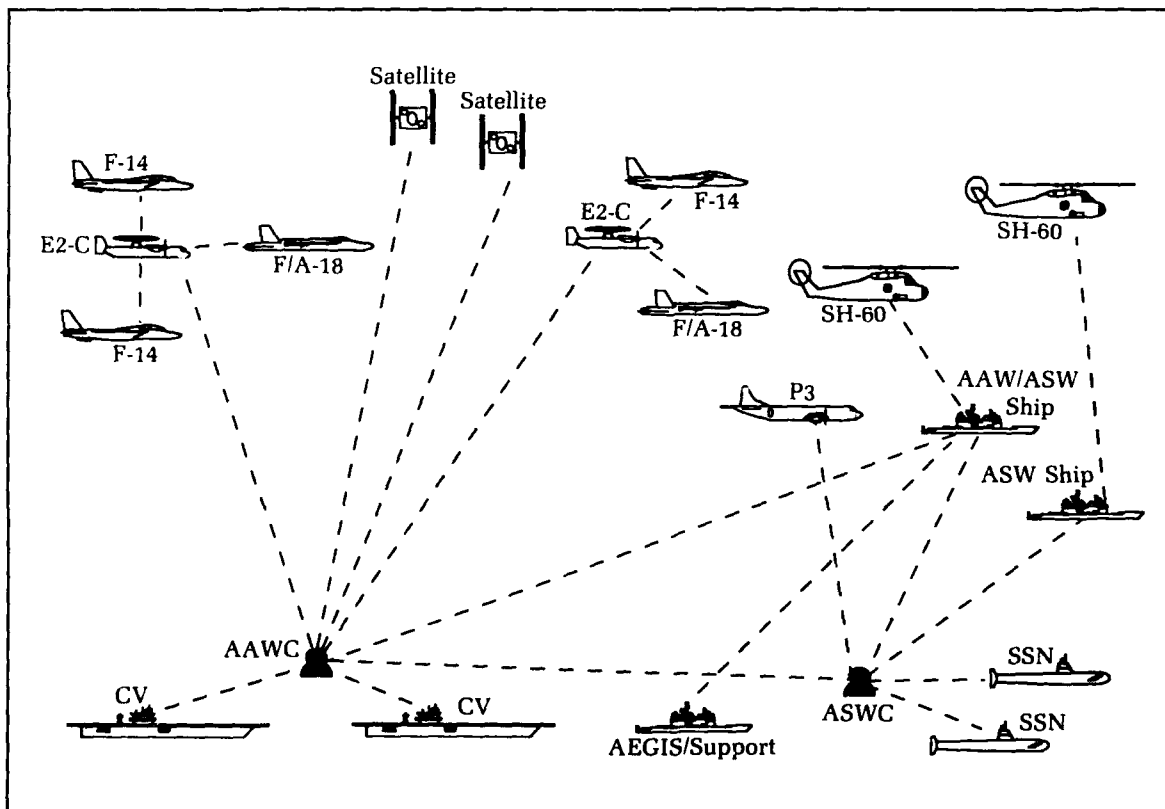 Satellite
Satellite
F-14
F-14
E2-C
E2-C
F/A-18
SH-60
SH-60
F/A-18
F-14
P3
AAW/ASW
Ship
ASW Ship
AAWC
SSN
CV
CV
ASWC
SSN
AEGIS/Support